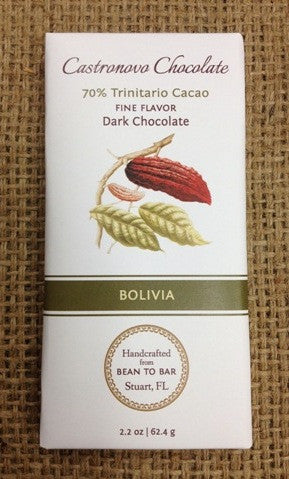 Castronovo Chocolate
70% Trinitario Cacao
FINE FLAVOR
Dark Chocolate
BOLIVIA
Handcrafted
from
BEAN TO BAR
Stuart, FL
2.2 oz | 62.4 g